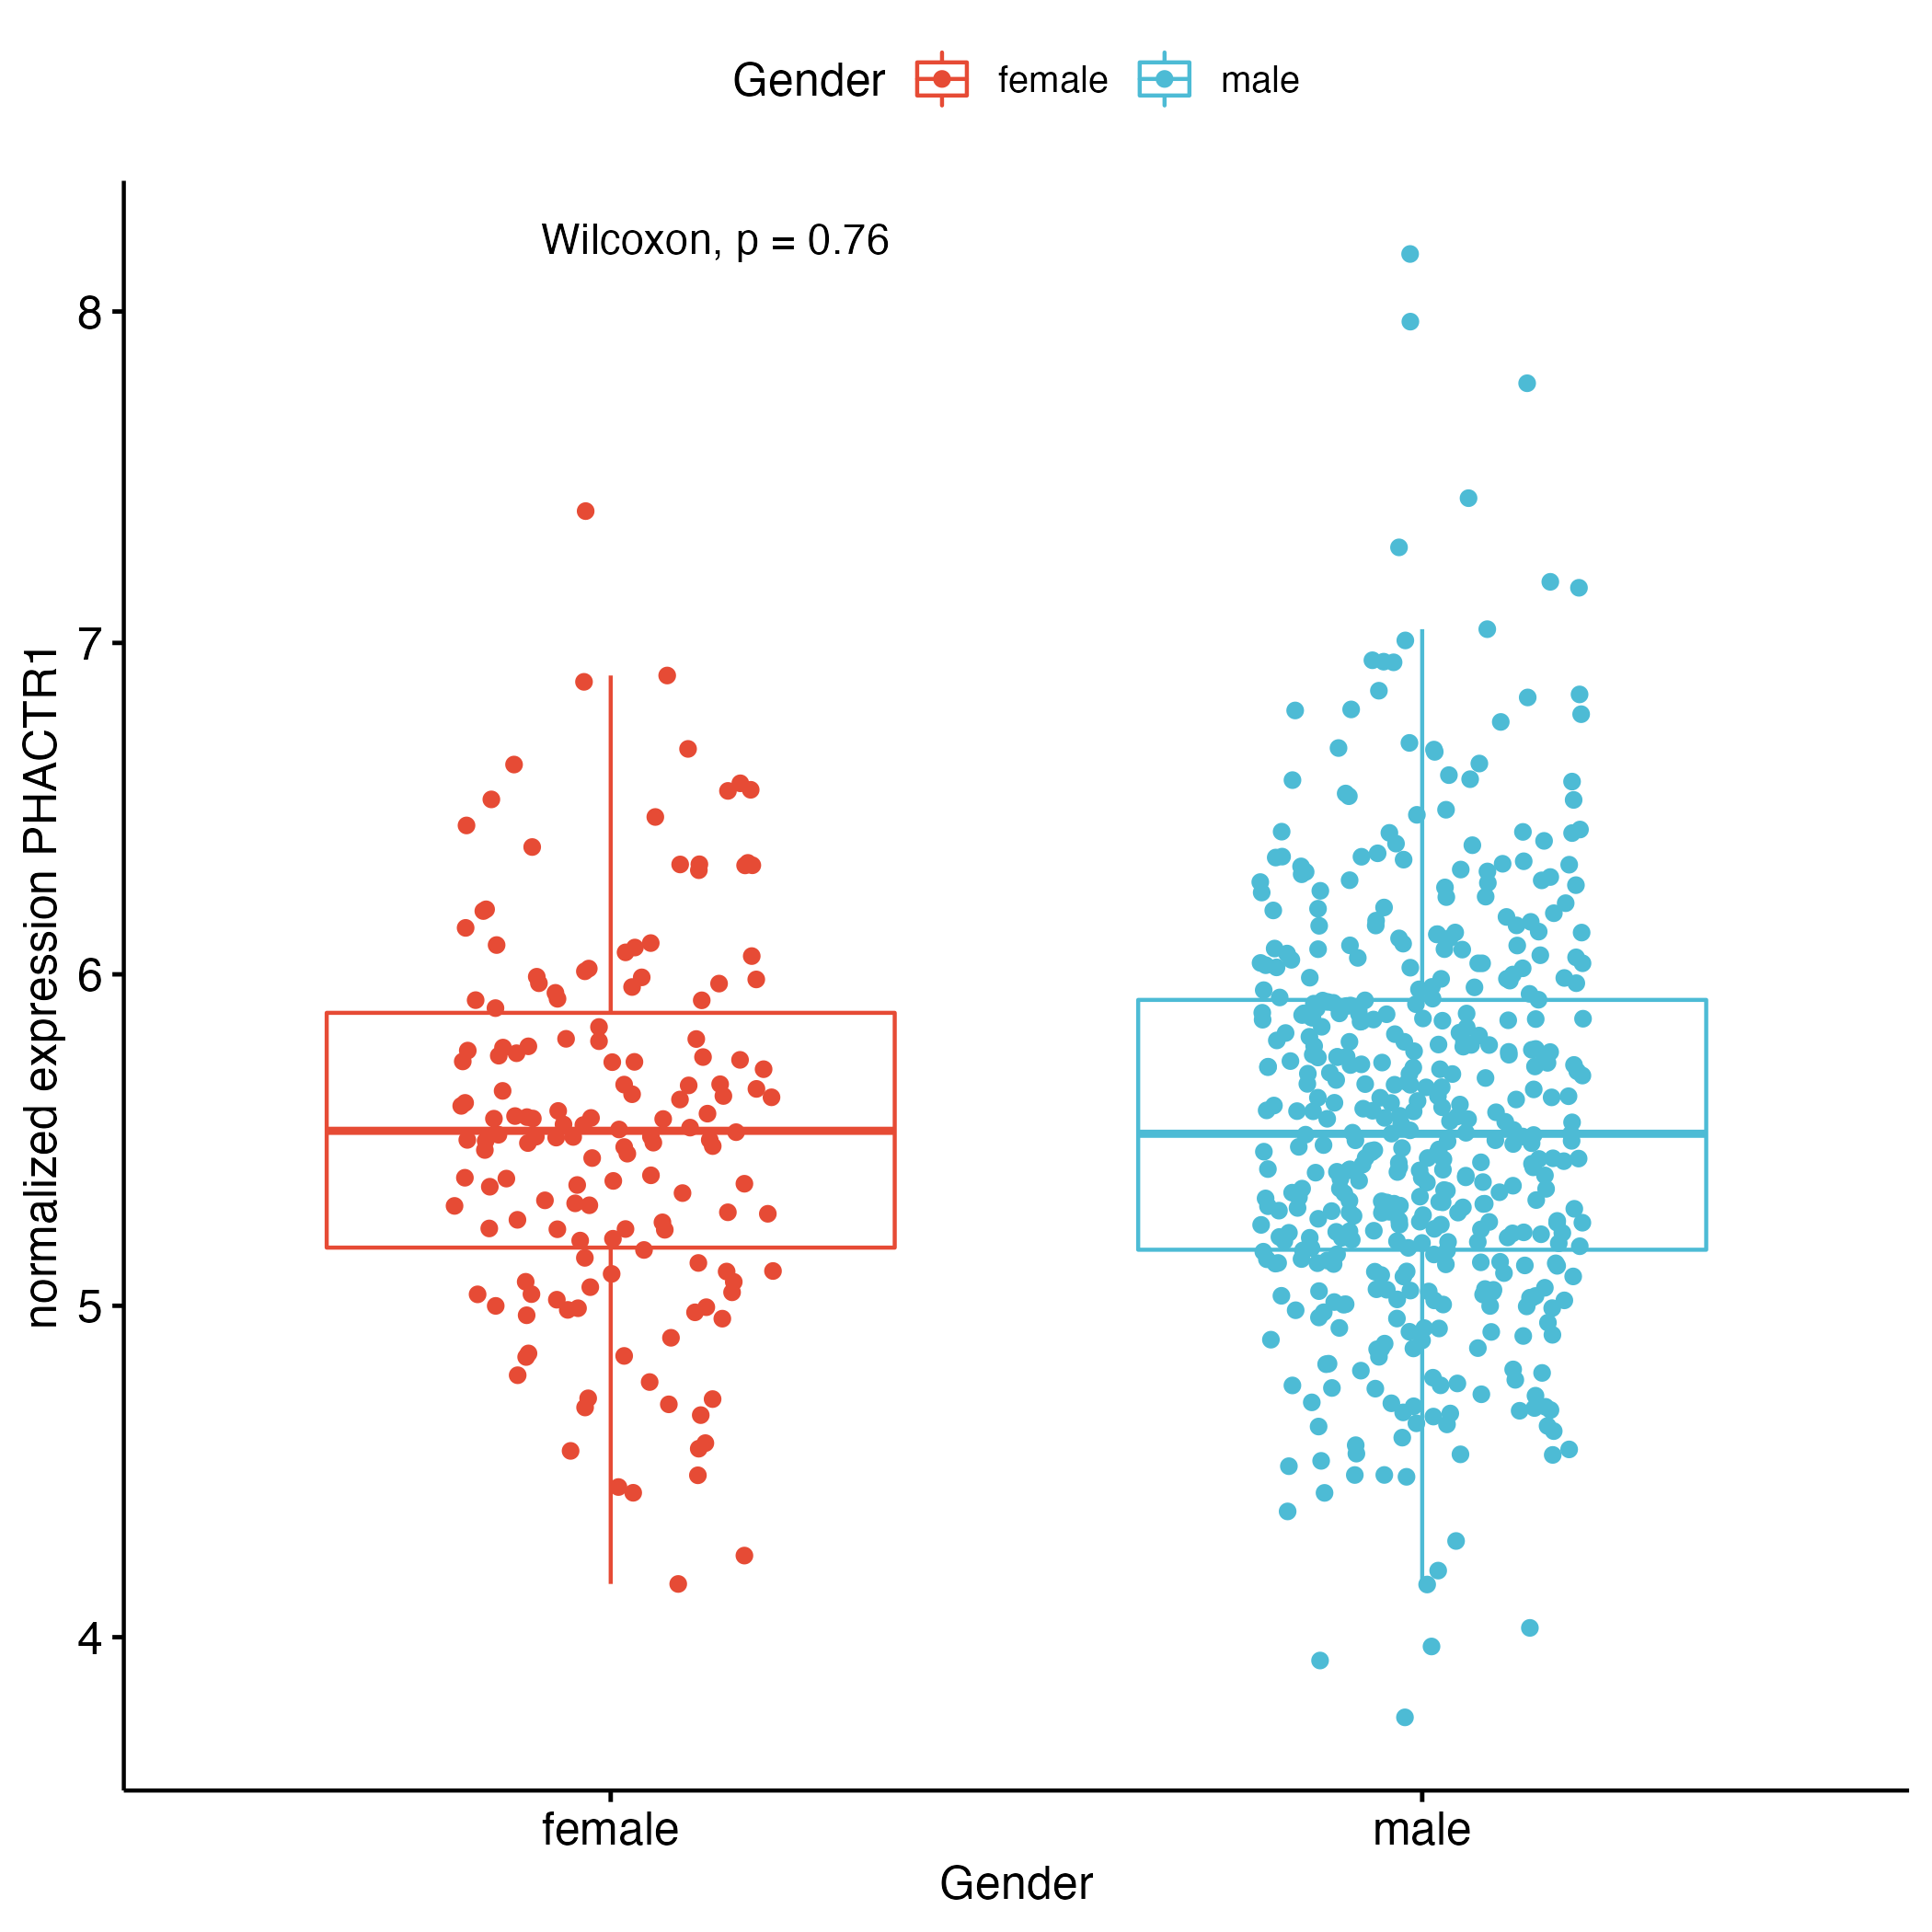 Gender female male
Wilcoxon, p = 0.76
normalized expression PHACTR1
8
7
6
5
4
female male
Gender